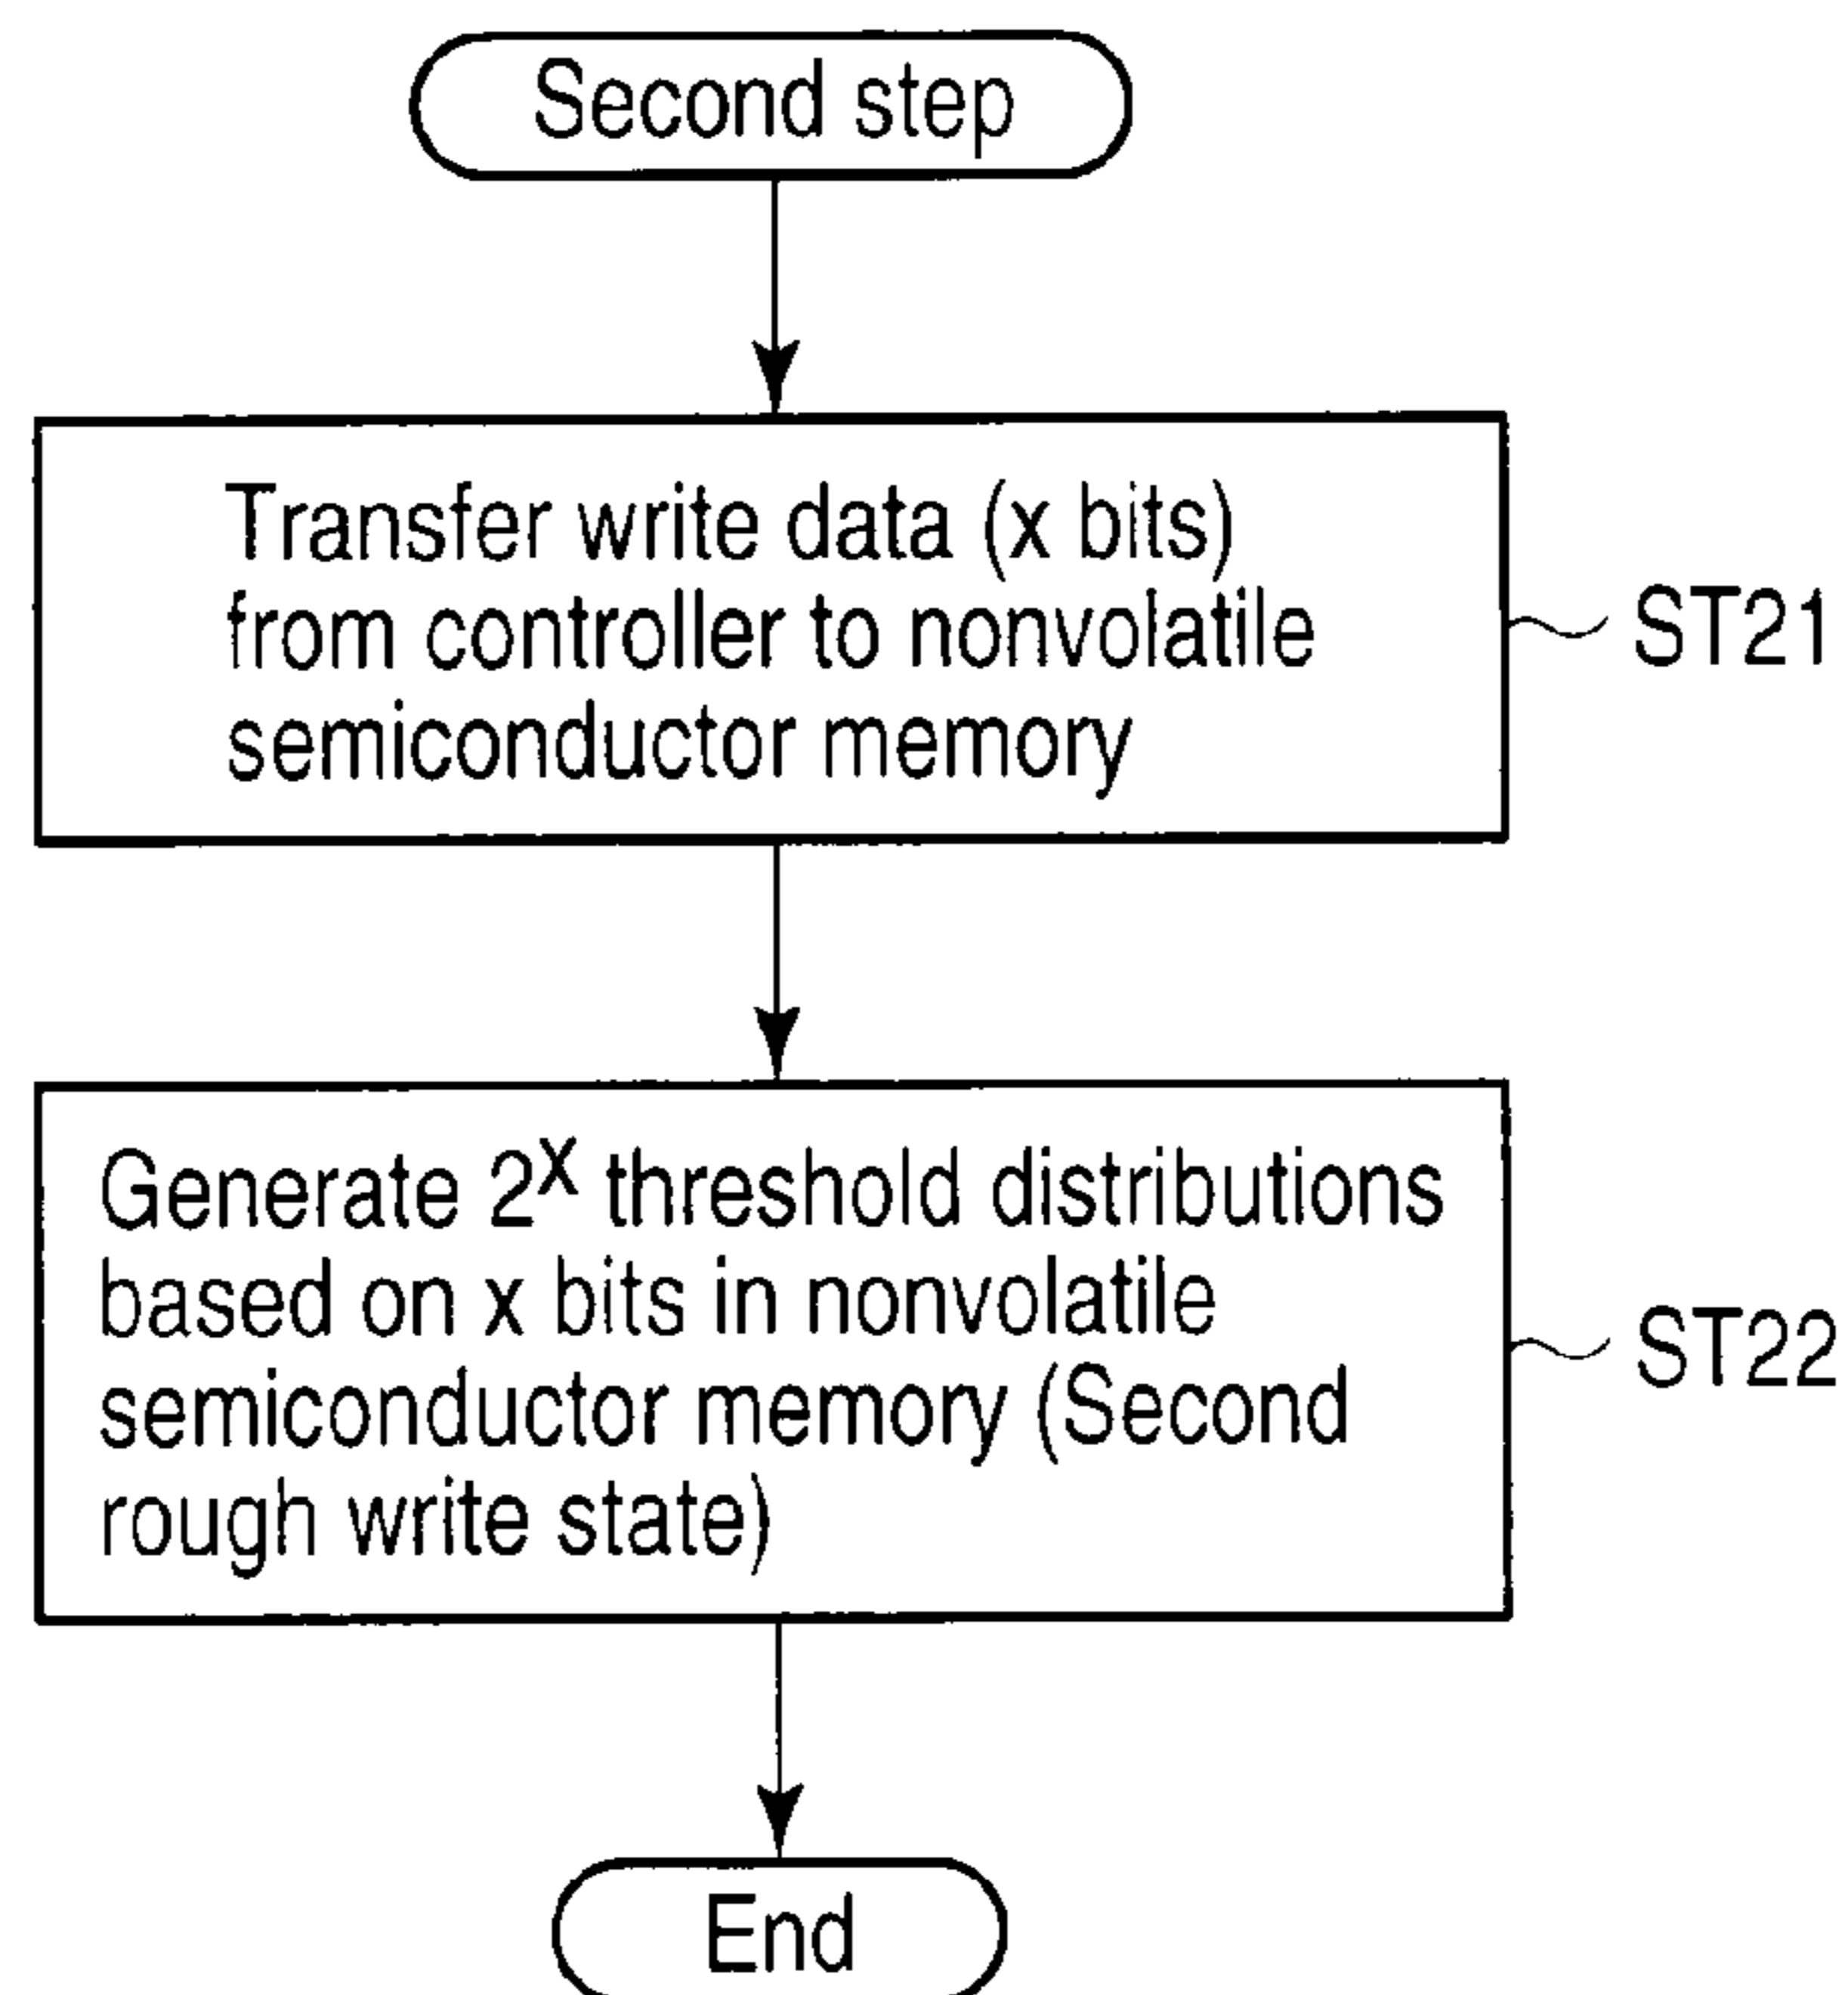 Second step
Transfer write data (x bits)
from controller to nonvolatile
semiconductor memory
ST21
Generate 2^X threshold distributions
based on x bits in nonvolatile
semiconductor memory (Second
rough write state)
ST22
End